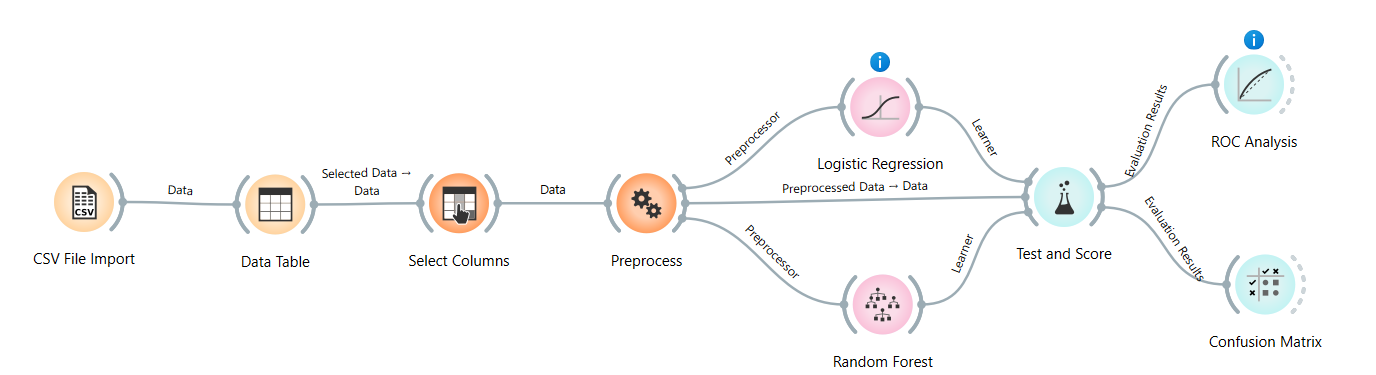 CSV
CSV File Import
Data
Data Table
Selected Data →
Data
Select Columns
Data
Preprocess
Preprocessor
i
Logistic Regression
Learner
Preprocessed Data → Data
Preprocessor
Random Forest
Learner
Test and Score
Evaluation Results
i
ROC Analysis
Evaluation Results
Confusion Matrix